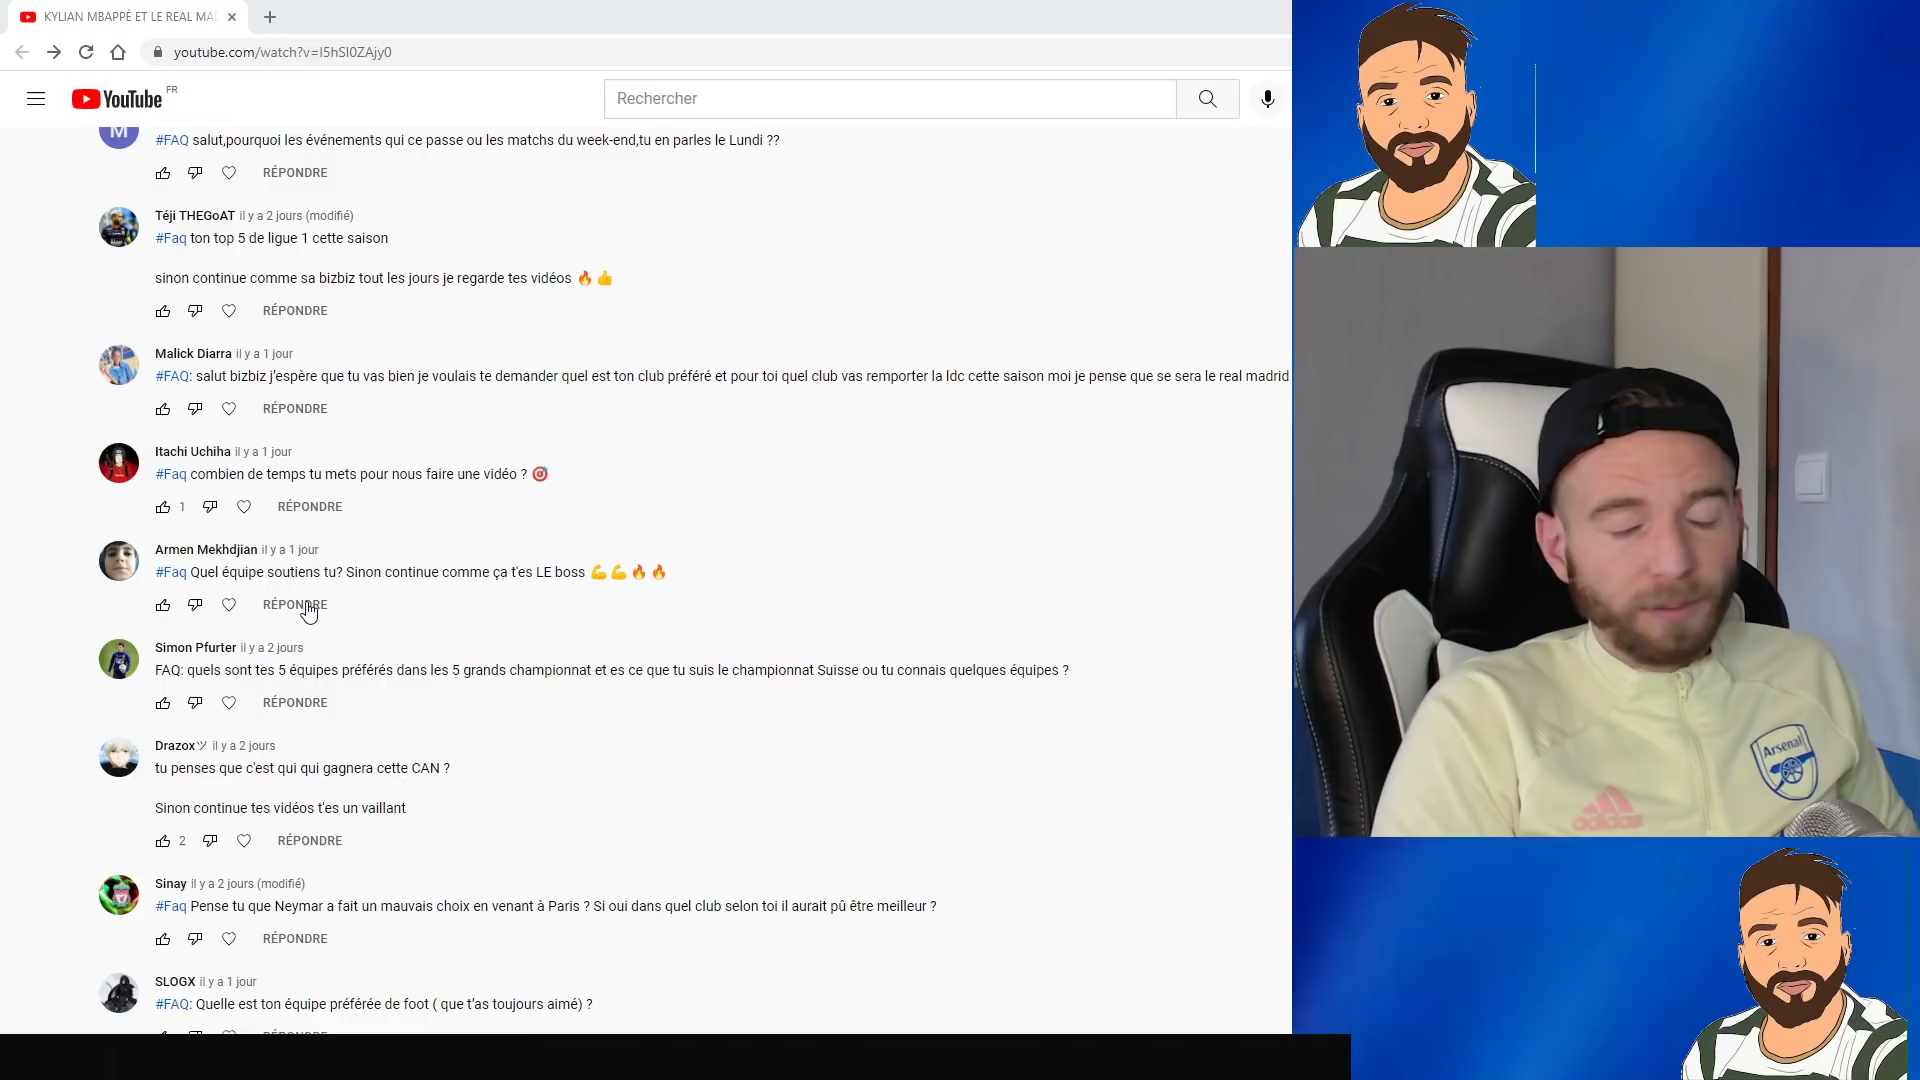 KYLIAN MBAPPÉ ET LE REAL MAD
youtube.com/watch?v=I5hSI0ZAjy0
YouTube FR
Rechercher
M
#FAQ salut,pourquoi les événements qui ce passe ou les matchs du week-end,tu en parles le Lundi ??
RÉPONDRE
Téji THEGoAT il y a 2 jours (modifié)
#Faq ton top 5 de ligue 1 cette saison
sinon continue comme sa bizbiz tout les jours je regarde tes vidéos 🔥 👍
RÉPONDRE
Malick Diarra il y a 1 jour
#FAQ: salut bizbiz j'espère que tu vas bien je voulais te demander quel est ton club préféré et pour toi quel club vas remporter la ldc cette saison moi je pense que se sera le real madrid
RÉPONDRE
Itachi Uchiha il y a 1 jour
#Faq combien de temps tu mets pour nous faire une vidéo ? 🎯
1 RÉPONDRE
Armen Mekhdjian il y a 1 jour
#Faq Quel équipe soutiens tu? Sinon continue comme ça t'es LE boss 💪💪🔥🔥
RÉPONDRE
Simon Pfurter il y a 2 jours
FAQ: quels sont tes 5 équipes préférés dans les 5 grands championnat et es ce que tu suis le championnat Suisse ou tu connais quelques équipes ?
RÉPONDRE
Drazoxツ il y a 2 jours
tu penses que c'est qui qui gagnera cette CAN ?
Sinon continue tes vidéos t'es un vaillant
2 RÉPONDRE
Sinay il y a 2 jours (modifié)
#Faq Pense tu que Neymar a fait un mauvais choix en venant à Paris ? Si oui dans quel club selon toi il aurait pû être meilleur ?
RÉPONDRE
SLOGX il y a 1 jour
#FAQ: Quelle est ton équipe préférée de foot ( que t'as toujours aimé) ?
RÉPONDRE
Arsenal
adidas